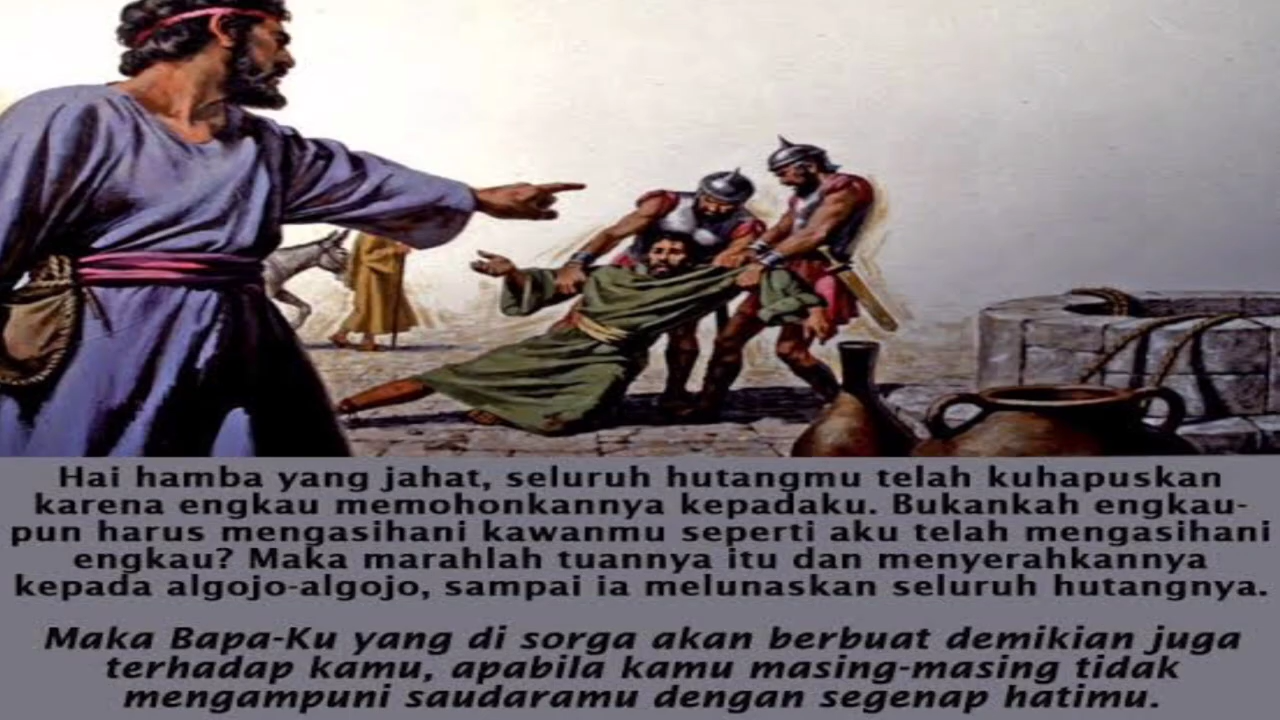 Hai hamba yang jahat, seluruh hutangmu telah kuhapuskan
karena engkau memohonkannya kepadaku. Bukankah engkau-
pun harus mengasihani kawanmu seperti aku telah mengasihani
engkau? Maka marahlah tuannya itu dan menyerahkannya
kepada algojo-algojo, sampai ia melunaskan seluruh hutangnya.
Maka Bapa-Ku yang di sorga akan berbuat demikian juga
terhadap kamu, apabila kamu masing-masing tidak
mengampuni saudaramu dengan segenap hatimu.